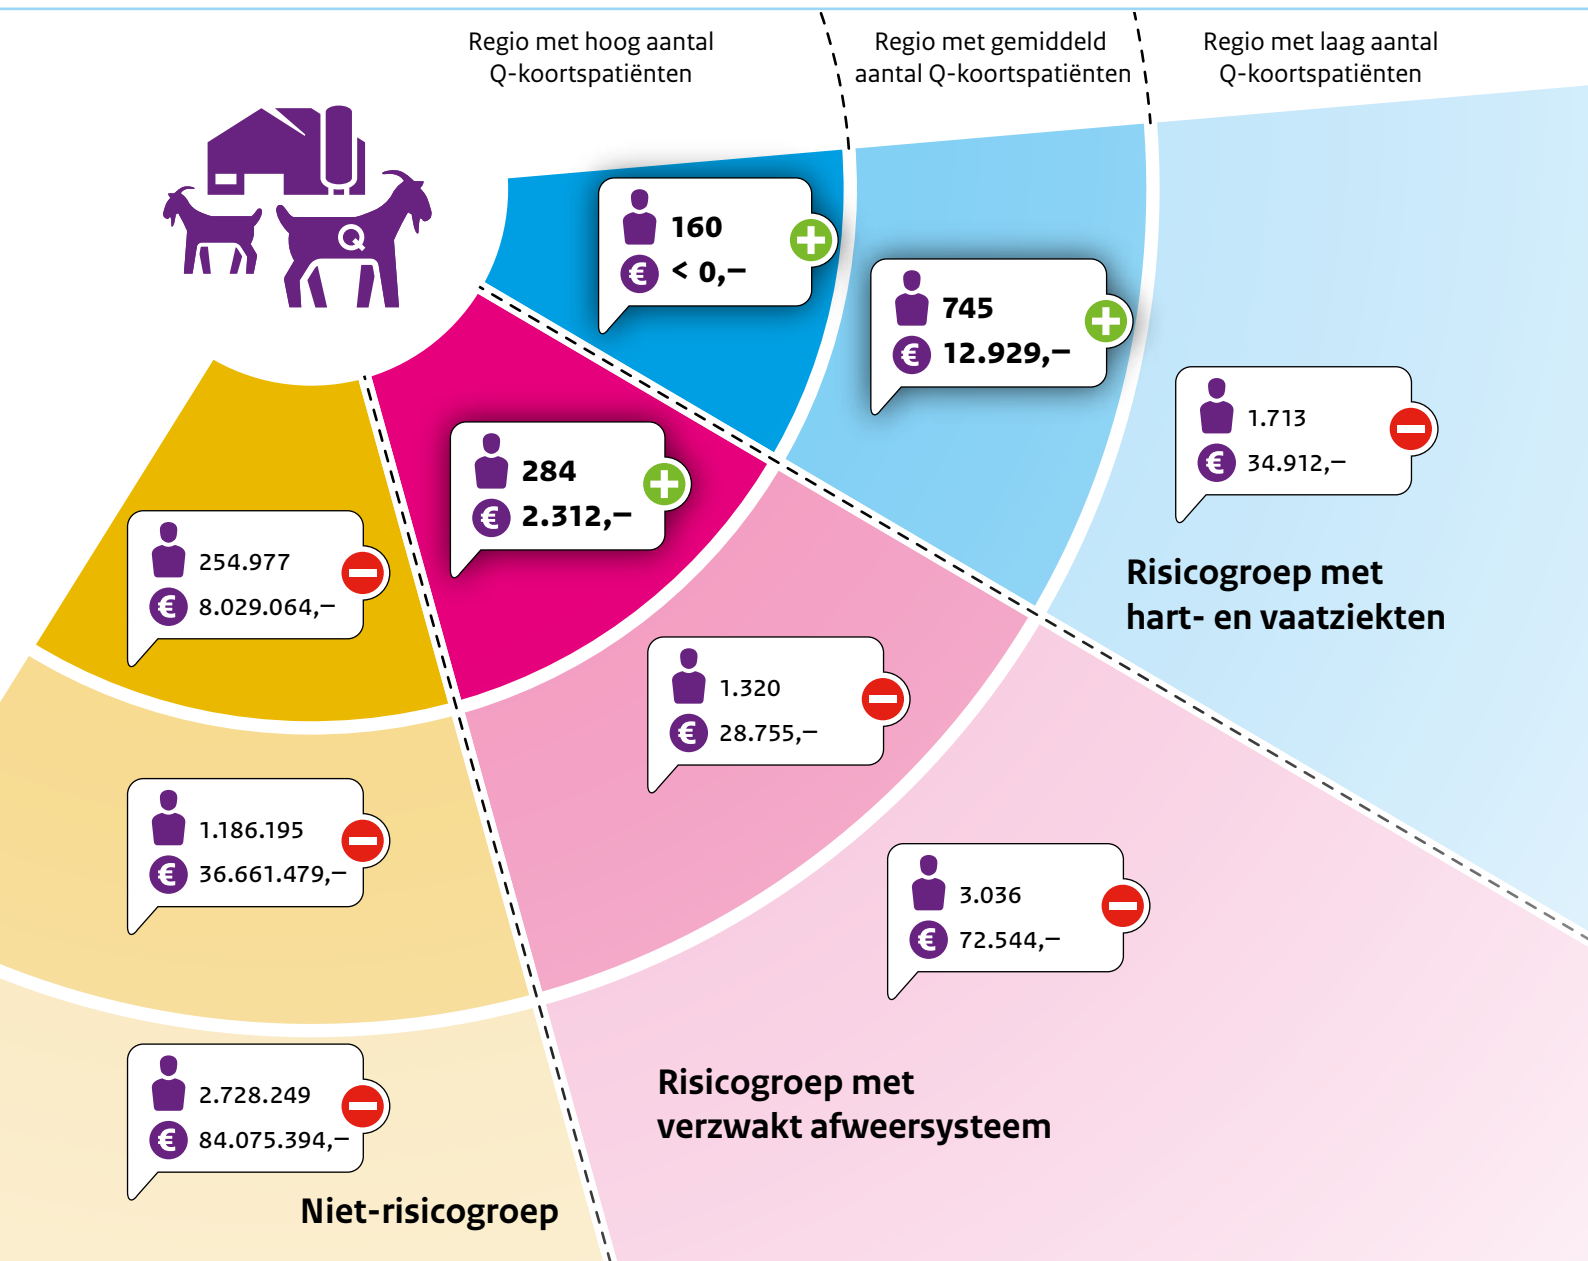 Regio met hoog aantal
Q-koortspatiënten
Regio met gemiddeld
aantal Q-koortspatiënten
Regio met laag aantal
Q-koortspatiënten
Q
160
€ < 0,–
745
€ 12.929,–
1.713
€ 34.912,–
284
€ 2.312,–
254.977
€ 8.029.064,–
Risicogroep met
hart- en vaatziekten
1.320
€ 28.755,–
1.186.195
€ 36.661.479,–
3.036
€ 72.544,–
2.728.249
€ 84.075.394,–
Risicogroep met
verzwakt afweersysteem
Niet-risicogroep